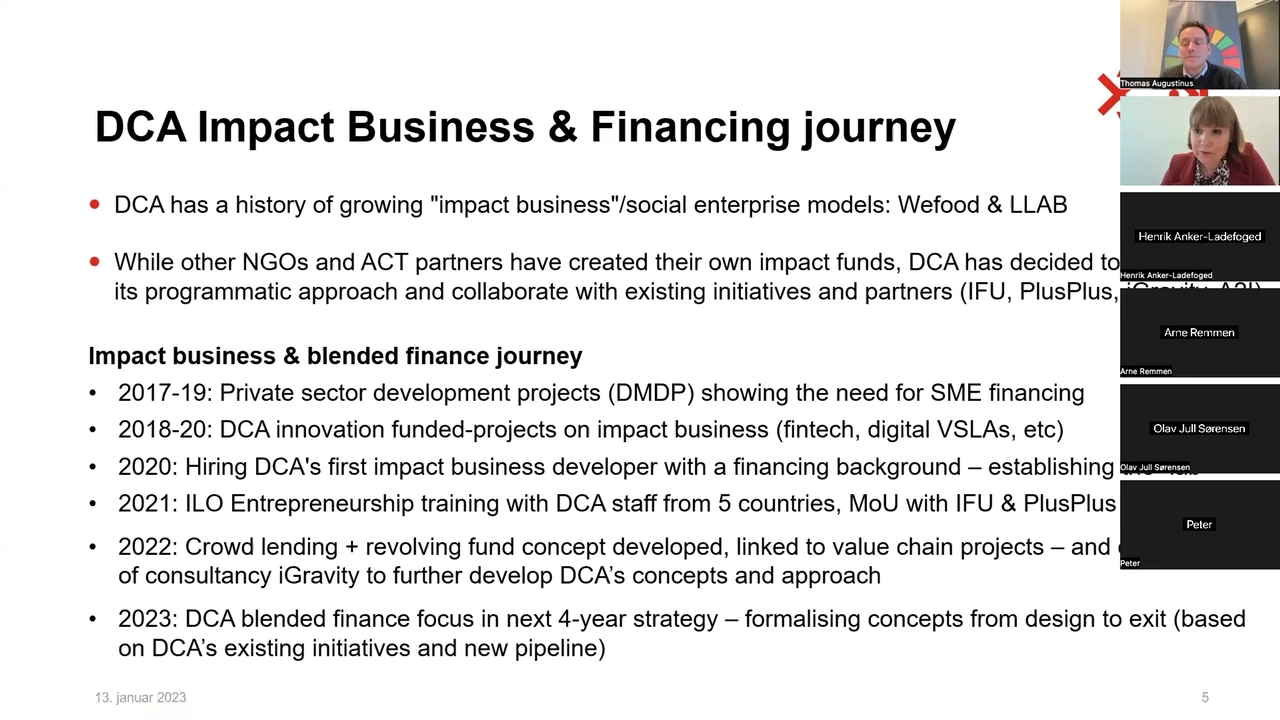 DCA Impact Business & Financing journey
DCA has a history of growing "impact business"/social enterprise models: Wefood & LLAB
While other NGOs and ACT partners have created their own impact funds, DCA has decided to
its programmatic approach and collaborate with existing initiatives and partners (IFU, PlusPlus, iGravity, A2I)
Impact business & blended finance journey
• 2017-19: Private sector development projects (DMDP) showing the need for SME financing
• 2018-20: DCA innovation funded-projects on impact business (fintech, digital VSLAs, etc)
• 2020: Hiring DCA's first impact business developer with a financing background – establishing
• 2021: ILO Entrepreneurship training with DCA staff from 5 countries, MoU with IFU & PlusPlus
• 2022: Crowd lending + revolving fund concept developed, linked to value chain projects – and
of consultancy iGravity to further develop DCA’s concepts and approach
• 2023: DCA blended finance focus in next 4-year strategy – formalising concepts from design to exit (based
on DCA’s existing initiatives and new pipeline)
13. januar 2023
5
Thomas Augustinus
Henrik Anker-Ladefoged
Henrik Anker-Ladefoged
Arne Remmen
Arne Remmen
Olav Jull Sørensen
Olav Jull Sørensen
Peter
Peter